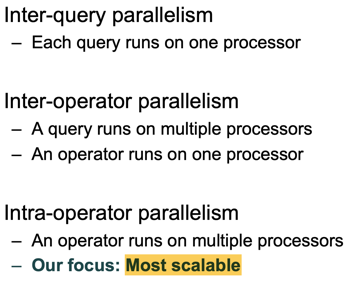 Inter-query parallelism
– Each query runs on one processor
Inter-operator parallelism
– A query runs on multiple processors
– An operator runs on one processor
Intra-operator parallelism
– An operator runs on multiple processors
– Our focus: Most scalable